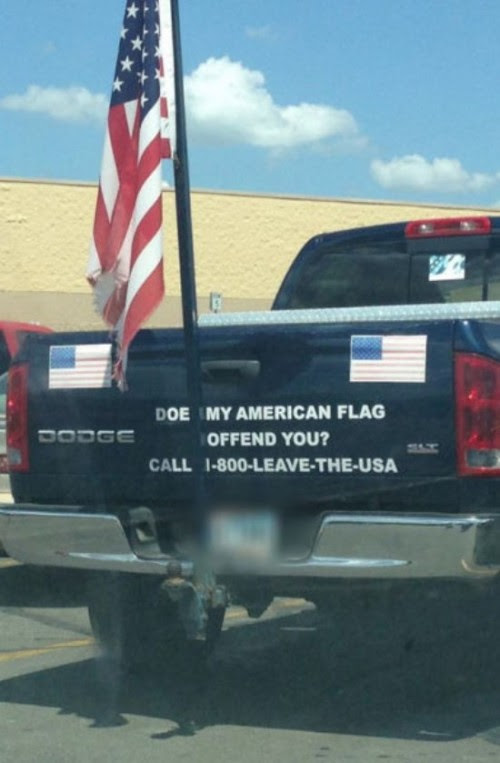 DOE MY AMERICAN FLAG
OFFEND YOU?
CALL 1-800-LEAVE-THE-USA
DODGE
SLT